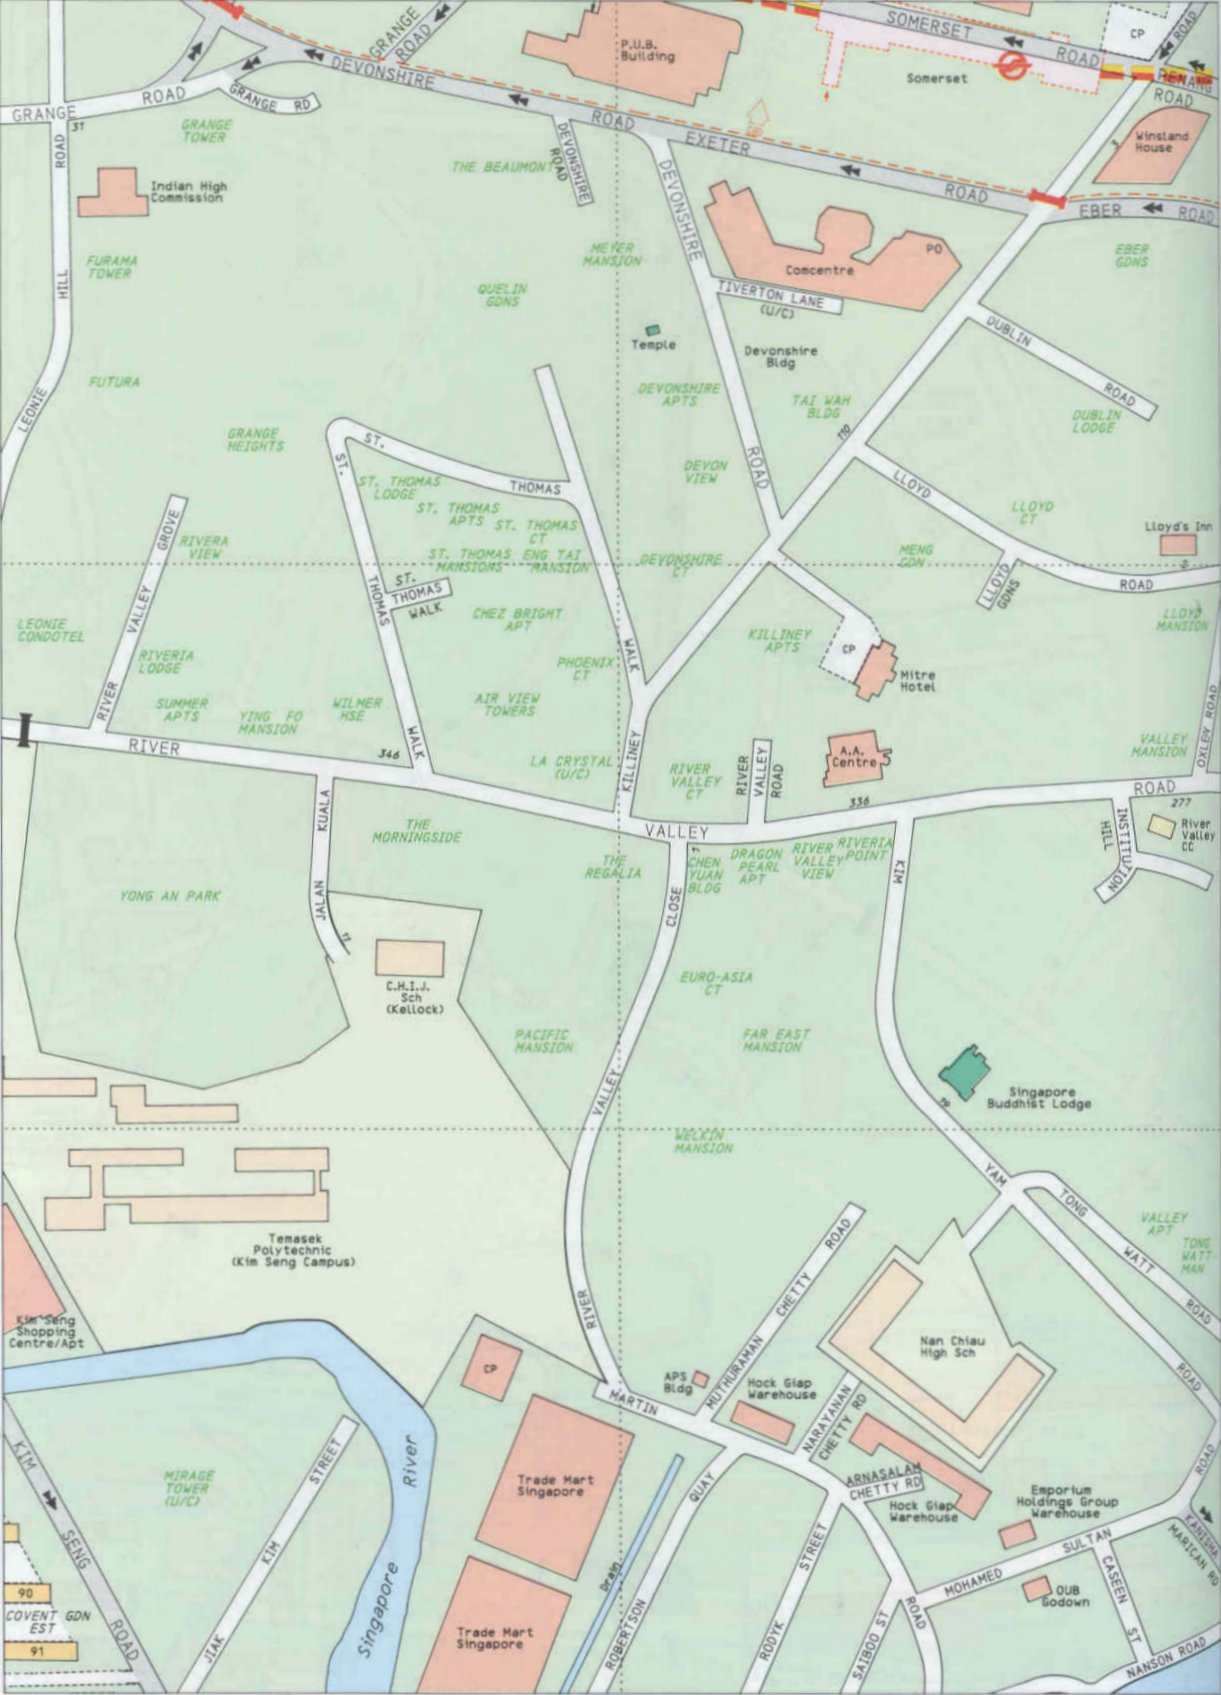 GRANGE
ROAD
SOMERSET
ROAD
CP
ROAD
P.U.B.
Building
Somerset
PENANG
ROAD
DEVONSHIRE
ROAD
GRANGE
ROAD
GRANGE RD
31
GRANGE
TOWER
ROAD
THE BEAUMONT
DEVONSHIRE
ROAD
EXETER
ROAD
Winsland
House
Indian High
Commission
DEVONSHIRE
EBER
ROAD
FURAMA
TOWER
HILL
MEYER
MANSION
QUELIN
GDNS
PO
Comcentre
EBER
GDNS
TIVERTON LANE
(U/C)
DUBLIN
ROAD
Temple
Devonshire
Bldg
FUTURA
LEONIE
DEVONSHIRE
APTS
TAI WAH
BLDG
110
DUBLIN
LODGE
GRANGE
HEIGHTS
ST.
THOMAS
ST.
ROAD
DEVON
VIEW
LLOYD
ST. THOMAS
LODGE
ST. THOMAS
APTS
ST. THOMAS
CT
LLOYD
CT
Lloyd's Inn
GROVE
RIVERA
VIEW
ST. THOMAS
MANSIONS
ENG TAI
MANSION
DEVONSHIRE
CT
MENG
GDN
2
ROAD
LLOYD
GDNS
THOMAS
ST.
THOMAS
WALK
VALLEY
LEONIE
CONDOTEL
CHEZ BRIGHT
APT
WALK
KILLINEY
APTS
LLOYD
MANSION
RIVERIA
LODGE
PHOENIX
CT
CP
Mitre
Hotel
RIVER
SUMMER
APTS
YING FO
MANSION
WILMER
HSE
AIR VIEW
TOWERS
OXLEN ROAD
RIVER
346
WALK
LA CRYSTAL
(U/C)
KILLINEY
RIVER
VALLEY
CT
RIVER
VALLEY
ROAD
A.A.
Centre
5
VALLEY
MANSION
336
ROAD
277
KUALA
THE
MORNINGSIDE
VALLEY
INSTITUTION
HILL
River
Valley
CC
THE
REGALIA
1
CHEN
YUAN
BLDG
DRAGON
PEARL
APT
RIVER
VALLEY
VIEW
RIVERIA
POINT
KIM
YONG AN PARK
JALAN
11
CLOSE
C.H.I.J.
Sch
(Kellock)
EURO-ASIA
CT
PACIFIC
MANSION
FAR EAST
MANSION
VALLEY
Singapore
Buddhist Lodge
19
WELKIN
MANSION
YAM
TONG
WATT
ROAD
VALLEY
APT
TONG
WATT
MAN
Temasek
Polytechnic
(Kim Seng Campus)
MUTHURAMAN
CHETTY
ROAD
Kim Seng
Shopping
Centre/Apt
RIVER
Nan Chiau
High Sch
ROAD
CP
APS
Bldg
Hock Giap
Warehouse
MARTIN
NARAYANAN
CHETTY RD
KIM
SENG
ROAD
River
Singapore
STREET
KIM
JIAK
MIRAGE
TOWER
(U/C)
Trade Mart
Singapore
QUAY
ROBERTSON
Drain
ARNASALAM
CHETTY RD
Hock Giap
Warehouse
Emporium
Holdings Group
Warehouse
ROAD
KANISHA
MARICAN RD
SULTAN
MOHAMED
STREET
RODYK
SAIBOO ST
ROAD
OUB
Godown
CASEEN
ST
NANSON ROAD
90
COVENT GDN
EST
91
Trade Mart
Singapore